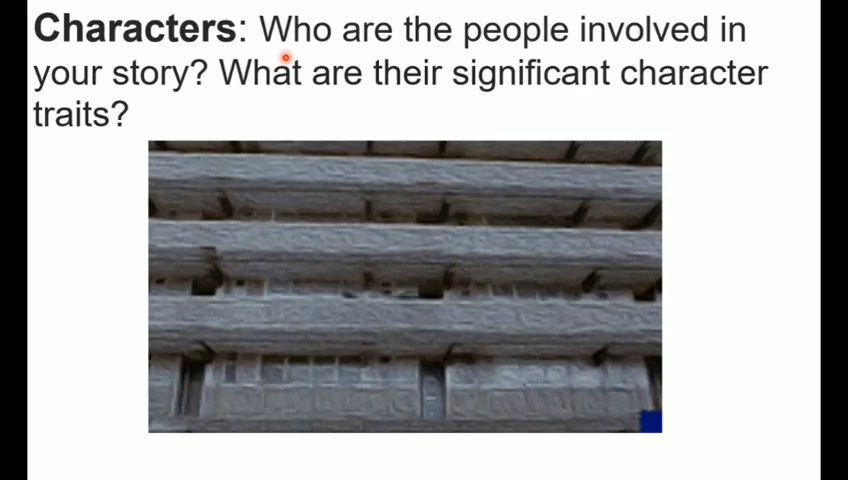 Characters: Who are the people involved in
your story? What are their significant character
traits?